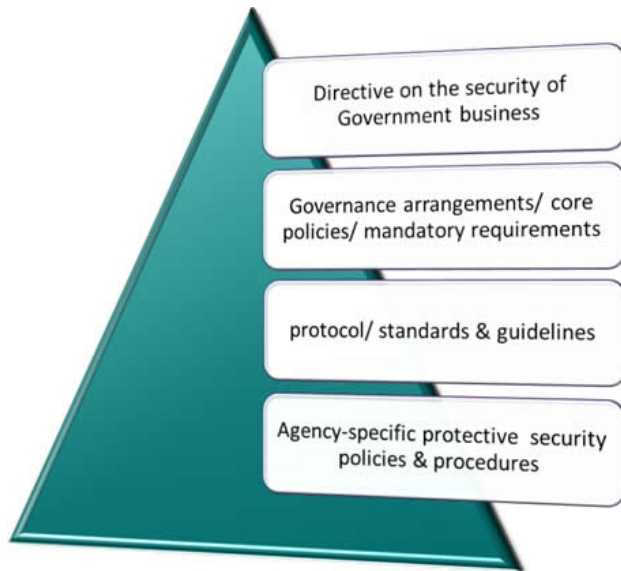 Directive on the security of
Government business
Governance arrangements/ core
policies/ mandatory requirements
protocol/ standards & guidelines
Agency-specific protective security
policies & procedures